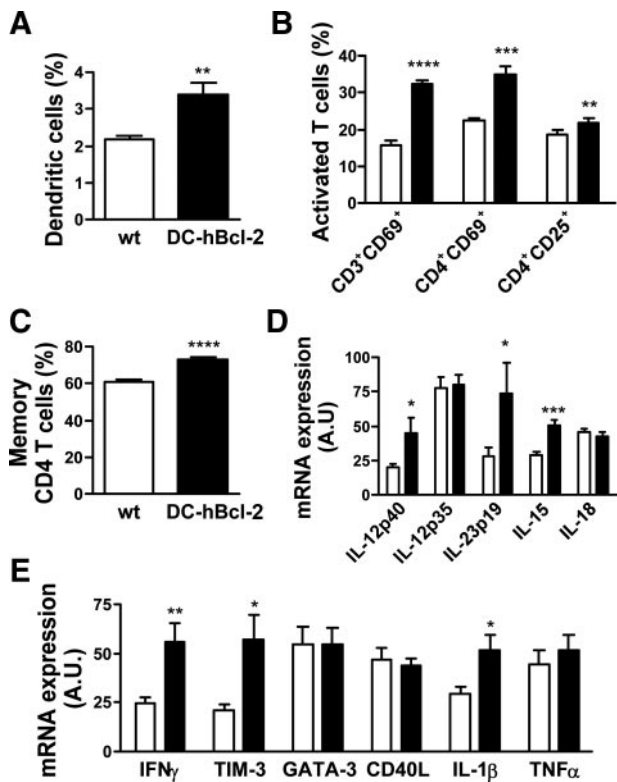 A
Dendritic cells (%)
4
3
2
1
0
**
wt DC-hBcl-2
B
Activated T cells (%)
40
30
20
10
0
**** *** **
CD3+CD69+ CD4+CD69+ CD4+CD25+
C
Memory
CD4 T cells (%)
80
60
40
20
0
****
wt DC-hBcl-2
D
mRNA expression
(A.U)
100
75
50
25
* * ***
IL-12p40 IL-12p35 IL-23p19 IL-15 IL-18
E
mRNA expression
(A.U.)
75
50
25
** * *
IFNγ TIM-3 GATA-3 CD40L IL-1β TNFα